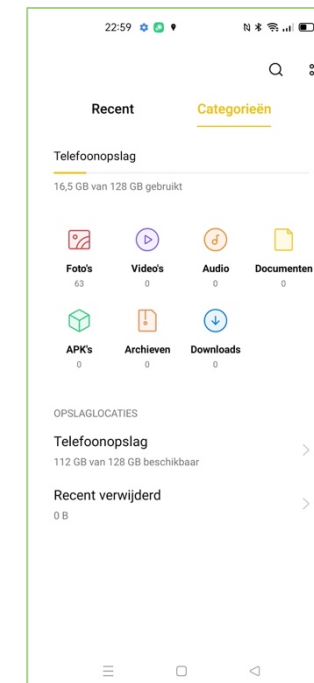 22:59
Recent Categorieën
Telefoonopslag
16,5 GB van 128 GB gebruikt
Foto's Video's Audio Documenten
63 0 0 0
APK's Archieven Downloads
0 0 0
OPSLAGLOCATIES
Telefoonopslag
112 GB van 128 GB beschikbaar
Recent verwijderd
0 B